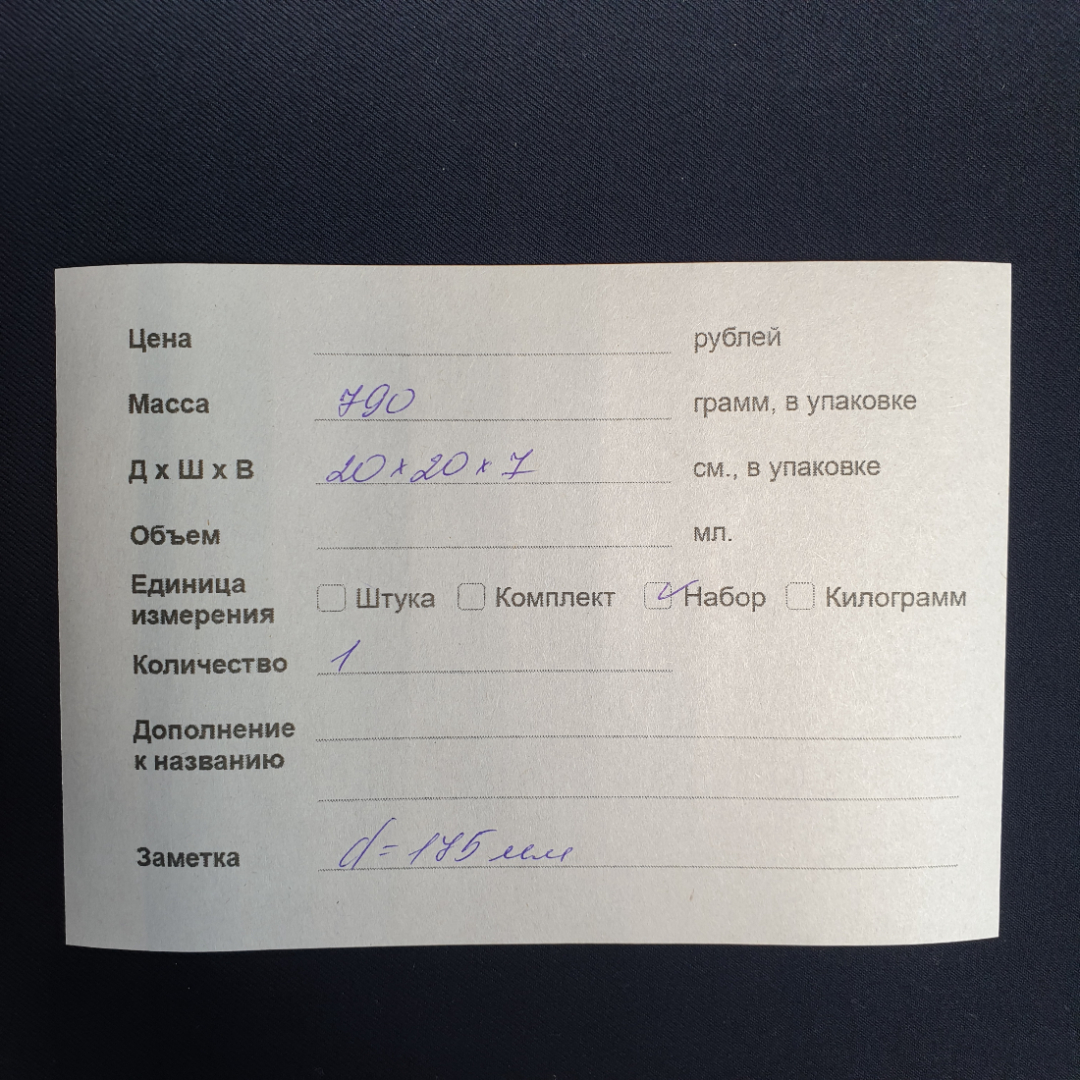 Цена рублей
Масса 790 грамм, в упаковке
Д х Ш х В 20 х 20 х 7 см., в упаковке
Объем мл.
Единица измерения Штука Комплект Набор Килограмм
Количество 1
Дополнение к названию
Заметка d = 175 мм